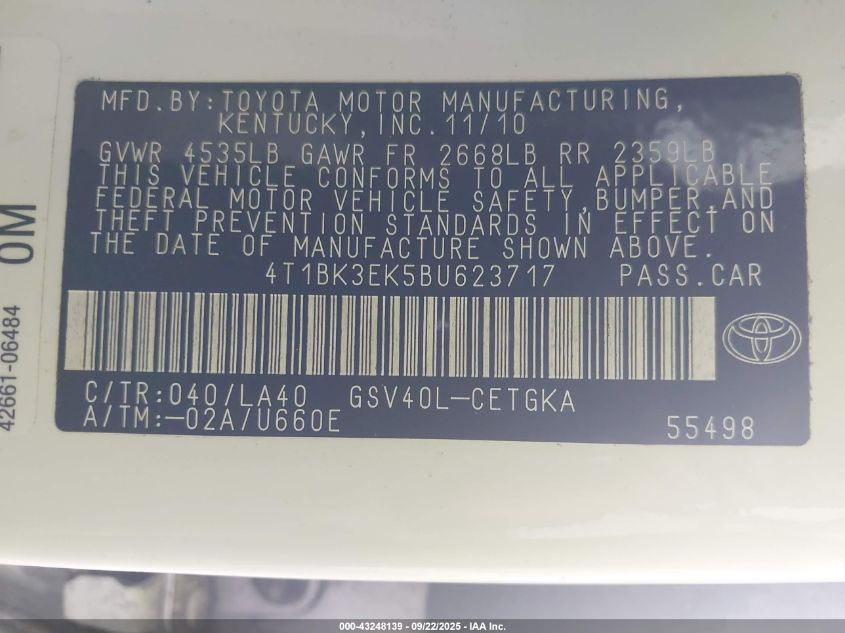 MFD.BY:TOYOTA MOTOR MANUFACTURING,
KENTUCKY,INC.11/10
GVWR 4535LB GAWR FR 2668LB RR 2359LB
THIS VEHICLE CONFORMS TO ALL APPLICABLE
FEDERAL MOTOR VEHICLE SAFETY,BUMPER,AND
THEFT PREVENTION STANDARDS IN EFFECT ON
THE DATE OF MANUFACTURE SHOWN ABOVE.
4T1BK3EK5BU623717 PASS.CAR
C/TR:040/LA40 GSV40L-CETGKA
A/TM:-02A/U660E
55498
42661-06484
0M
000-43248139 - 09/22/2025 - IAA Inc.